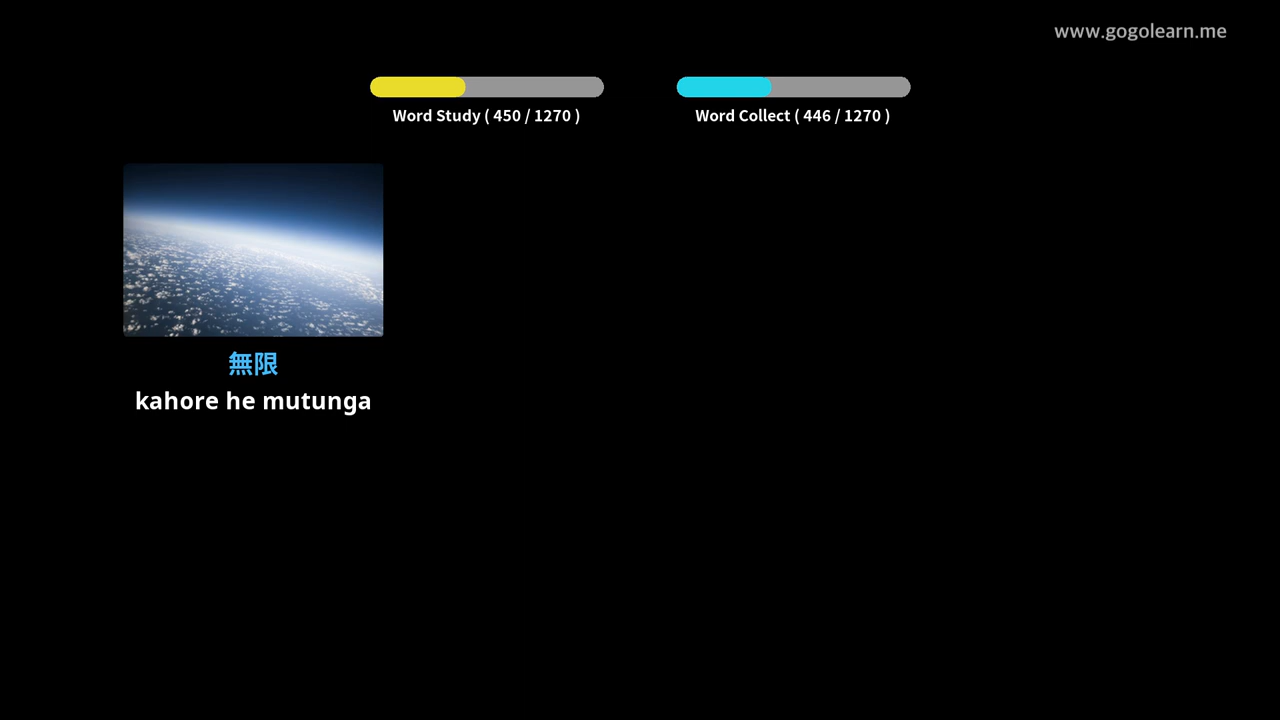 www.gogolearn.me
Word Study ( 450 / 1270 )
Word Collect ( 446 / 1270 )
無限
kahore he mutunga